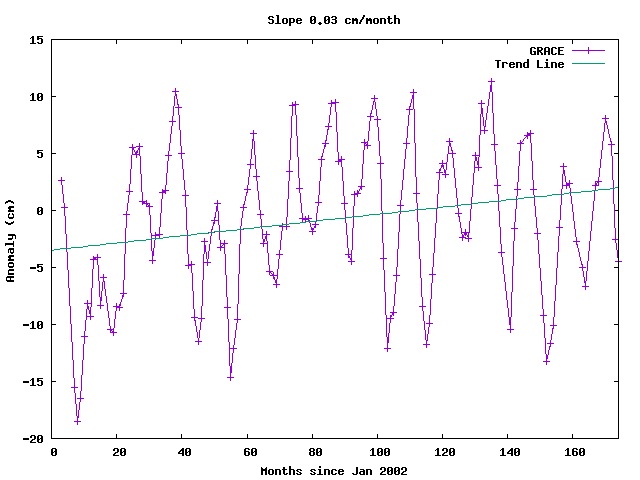 Slope 0.03 cm/month
GRACE
Trend Line
Anomaly (cm)
15
10
5
0
-5
-10
-15
-20
0 20 40 60 80 100 120 140 160
Months since Jan 2002